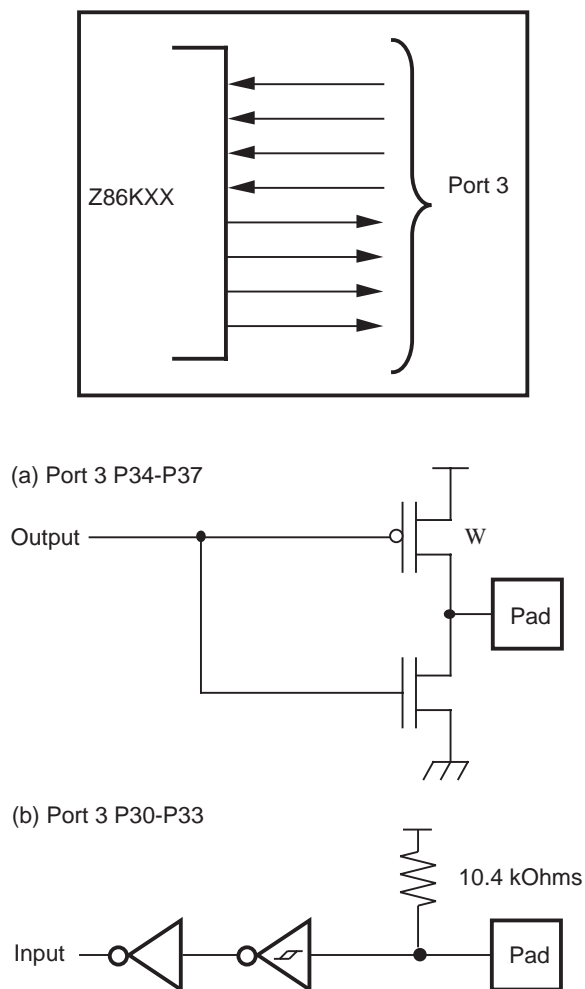 Z86KXX
Port 3
(a) Port 3 P34-P37
Output
W
Pad
(b) Port 3 P30-P33
10.4 kOhms
Input
Pad